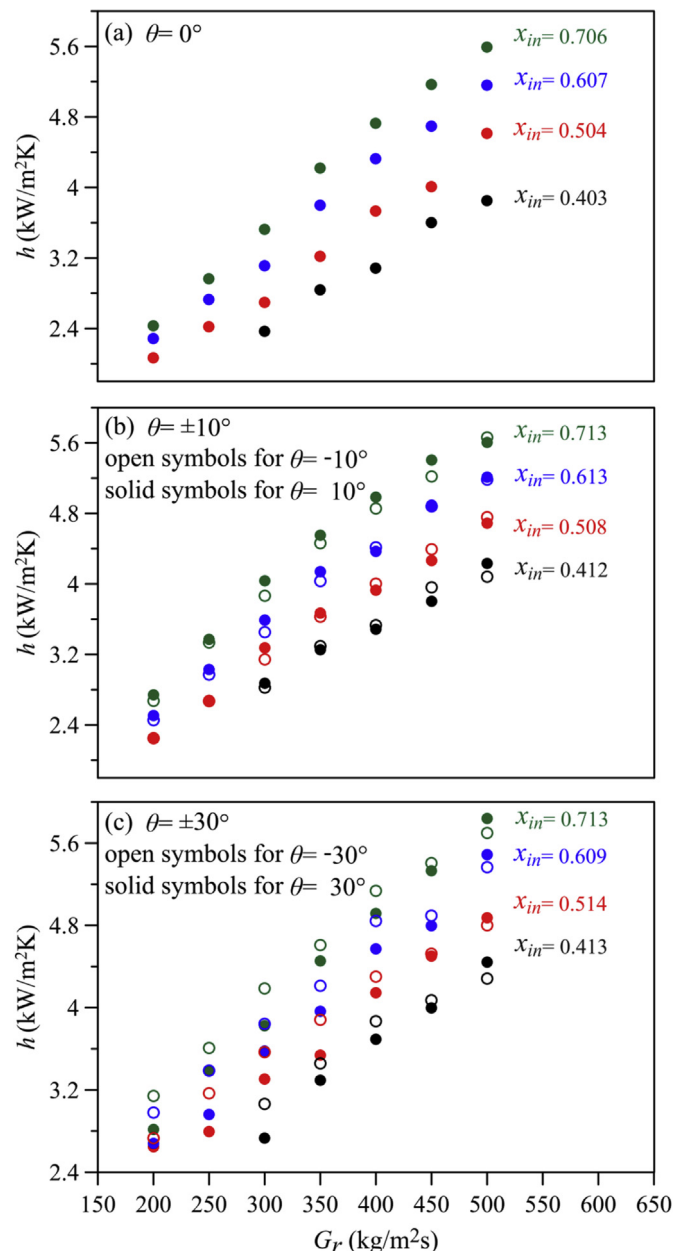 (a) θ= 0°
5.6
4.8
4
3.2
2.4
h (kW/m²K)
x_in= 0.706
x_in= 0.607
x_in= 0.504
x_in= 0.403
(b) θ= ±10°
open symbols for θ= -10°
solid symbols for θ= 10°
5.6
4.8
4
3.2
2.4
h (kW/m²K)
x_in= 0.713
x_in= 0.613
x_in= 0.508
x_in= 0.412
(c) θ= ±30°
open symbols for θ= -30°
solid symbols for θ= 30°
5.6
4.8
4
3.2
2.4
h (kW/m²K)
x_in= 0.713
x_in= 0.609
x_in= 0.514
x_in= 0.413
150 200 250 300 350 400 450 500 550 600 650
G_r (kg/m²s)